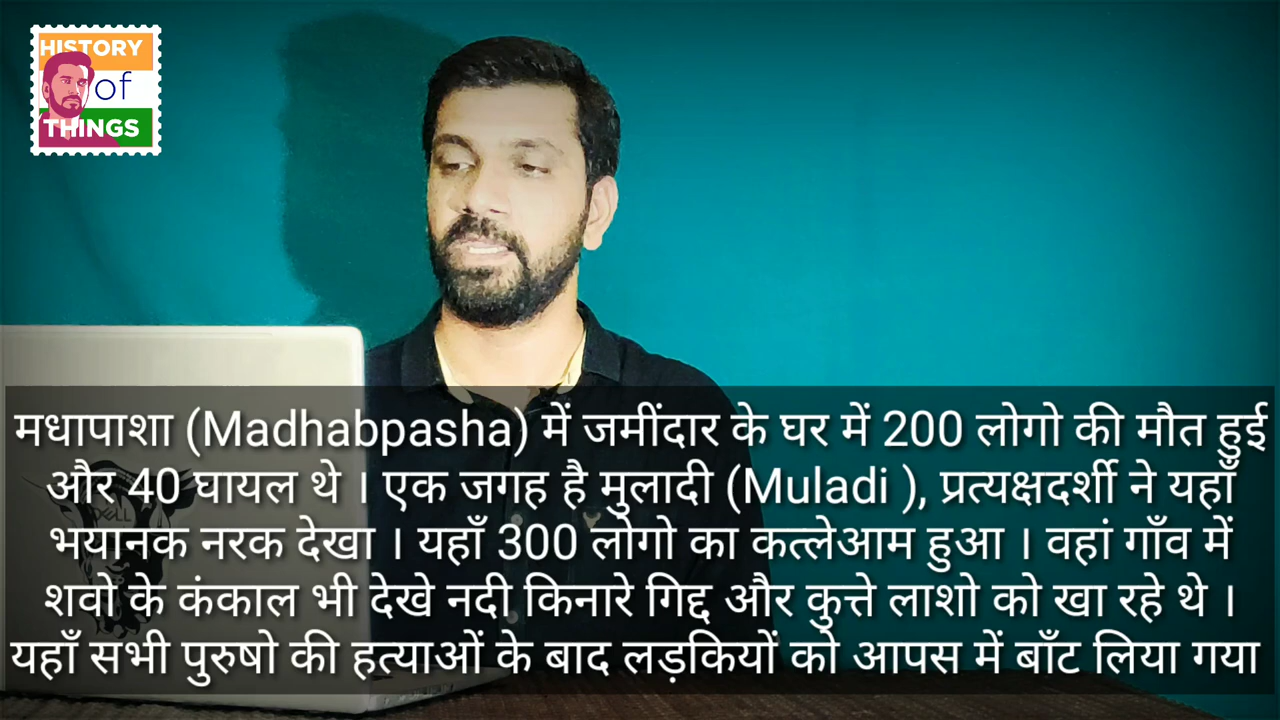 HISTORY
of
THINGS
मधापाशा (Madhabpasha) में जमींदार के घर में 200 लोगो की मौत हुई
और 40 घायल थे । एक जगह है मुलादी (Muladi ), प्रत्यक्षदर्शी ने यहाँ
भयानक नरक देखा । यहाँ 300 लोगो का कत्लेआम हुआ । वहां गाँव में
शवो के कंकाल भी देखे नदी किनारे गिद्द और कुत्ते लाशो को खा रहे थे ।
यहाँ सभी पुरुषो की हत्याओं के बाद लड़कियों को आपस में बाँट लिया गया
DELL